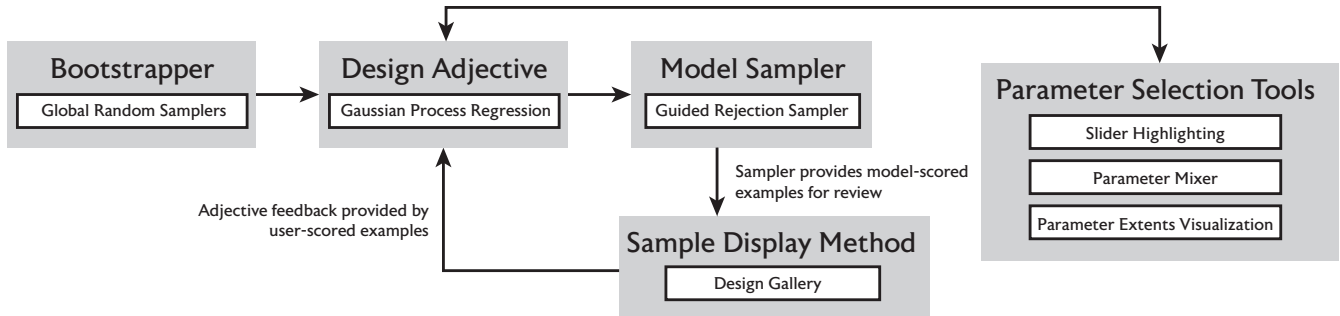 Bootstrapper
Global Random Samplers
Design Adjective
Gaussian Process Regression
Model Sampler
Guided Rejection Sampler
Parameter Selection Tools
Slider Highlighting
Parameter Mixer
Parameter Extents Visualization
Sampler provides model-scored
examples for review
Adjective feedback provided by
user-scored examples
Sample Display Method
Design Gallery